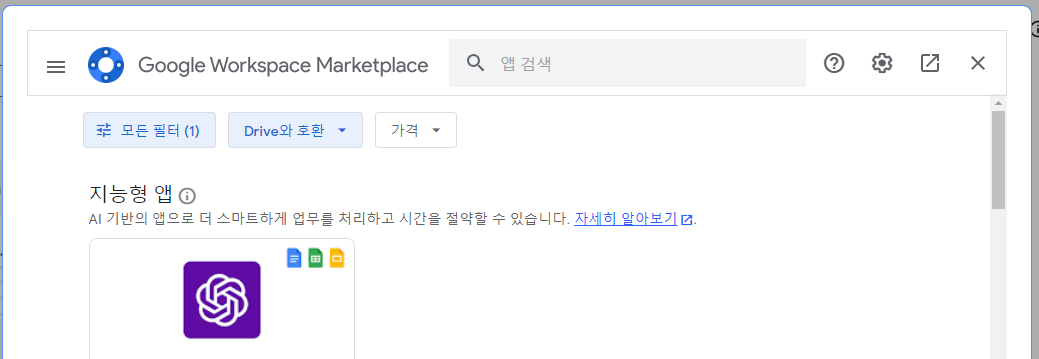 Google Workspace Marketplace
앱 검색
모든 필터 (1)
Drive와 호환
가격
지능형 앱
AI 기반의 앱으로 더 스마트하게 업무를 처리하고 시간을 절약할 수 있습니다. 자세히 알아보기.